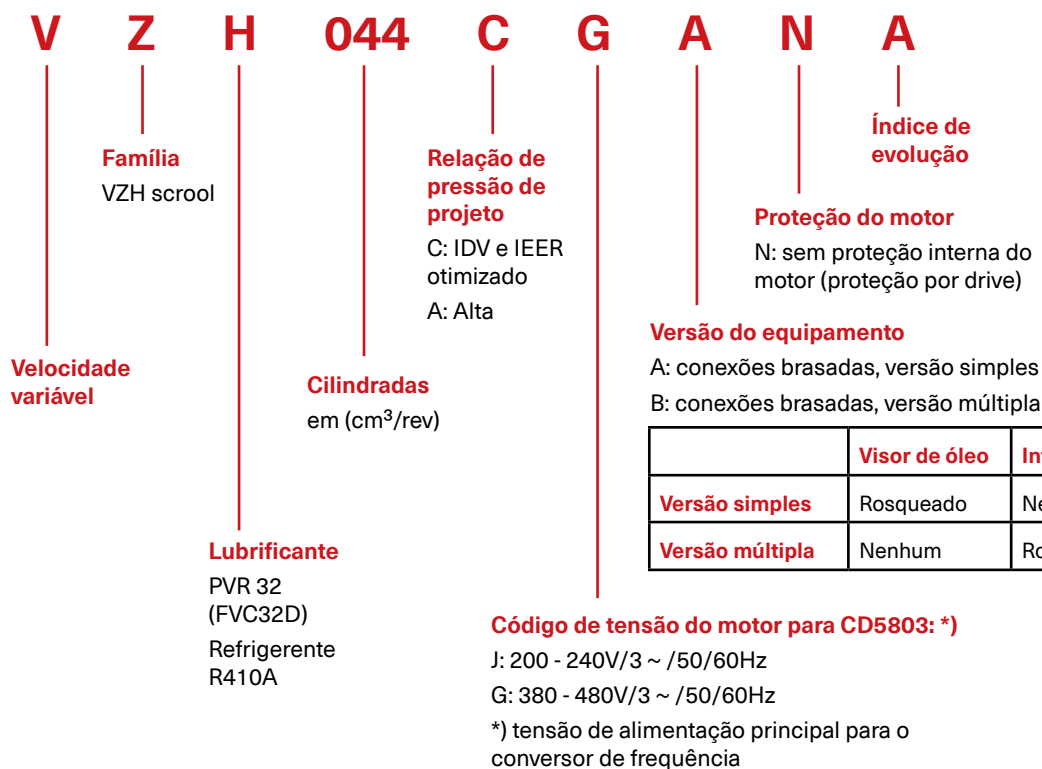 V Z H 044 C G A N A
Índice de
evolução
Família
VZH scrool
Relação de
pressão de
projeto
C: IDV e IEER
otimizado
A: Alta
Proteção do motor
N: sem proteção interna do
motor (proteção por drive)
Versão do equipamento
A: conexões brasadas, versão simples
B: conexões brasadas, versão múltipla
Velocidade
variável
Cilindradas
em (cm³/rev)
Visor de óleo
Versão simples Rosqueado
Versão múltipla Nenhum
Lubrificante
PVR 32
(FVC32D)
Refrigerente
R410A
Código de tensão do motor para CD5803: *)
J: 200 - 240V/3 ~ /50/60Hz
G: 380 - 480V/3 ~ /50/60Hz
*) tensão de alimentação principal para o
conversor de frequência